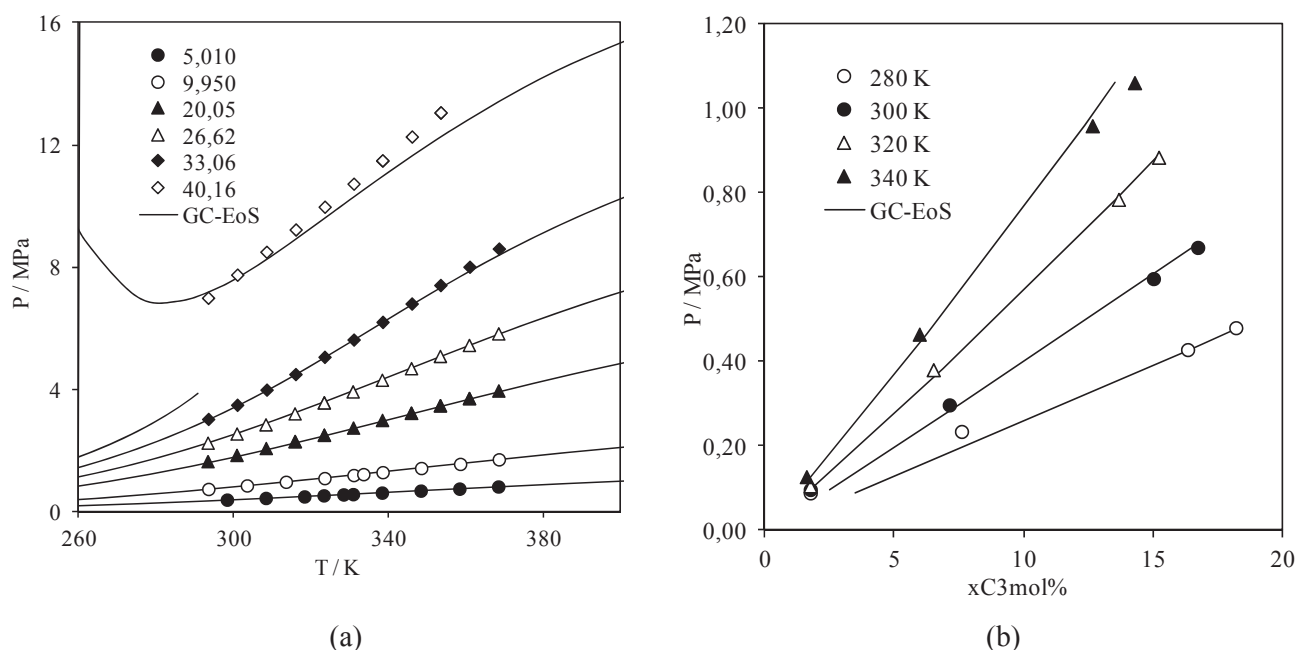 16
12
8
4
0
P / MPa
5,010
9,950
20,05
26,62
33,06
40,16
GC-EoS
260
300
340
380
T / K
(a)
1,20
1,00
0,80
0,60
0,40
0,20
0,00
P / MPa
280 K
300 K
320 K
340 K
GC-EoS
0
5
10
15
20
xC3mol%
(b)